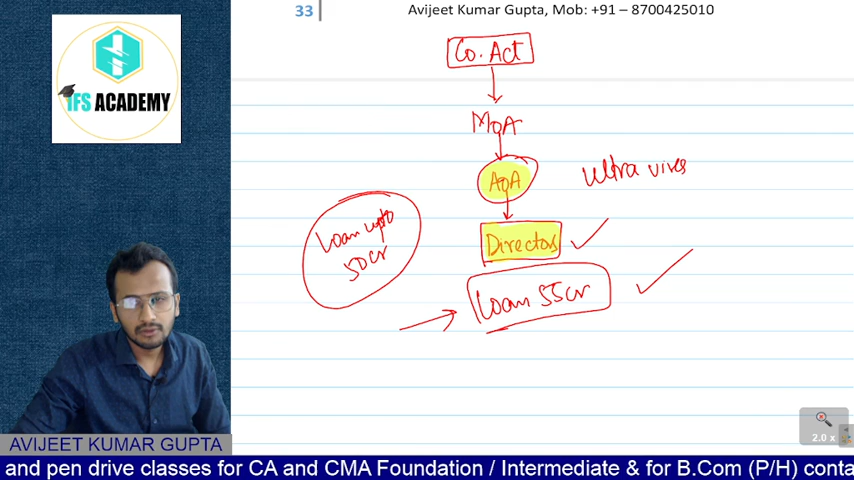 33
Avijeet Kumar Gupta, Mob: +91 – 8700425010
IFS ACADEMY
Co. Act
MOA
AOA
ultra vires
Directors
Loan upto
50cr
Loan 55cr
2.0 x
AVIJEET KUMAR GUPTA
and pen drive classes for CA and CMA Foundation / Intermediate & for B.Com (P/H) conta